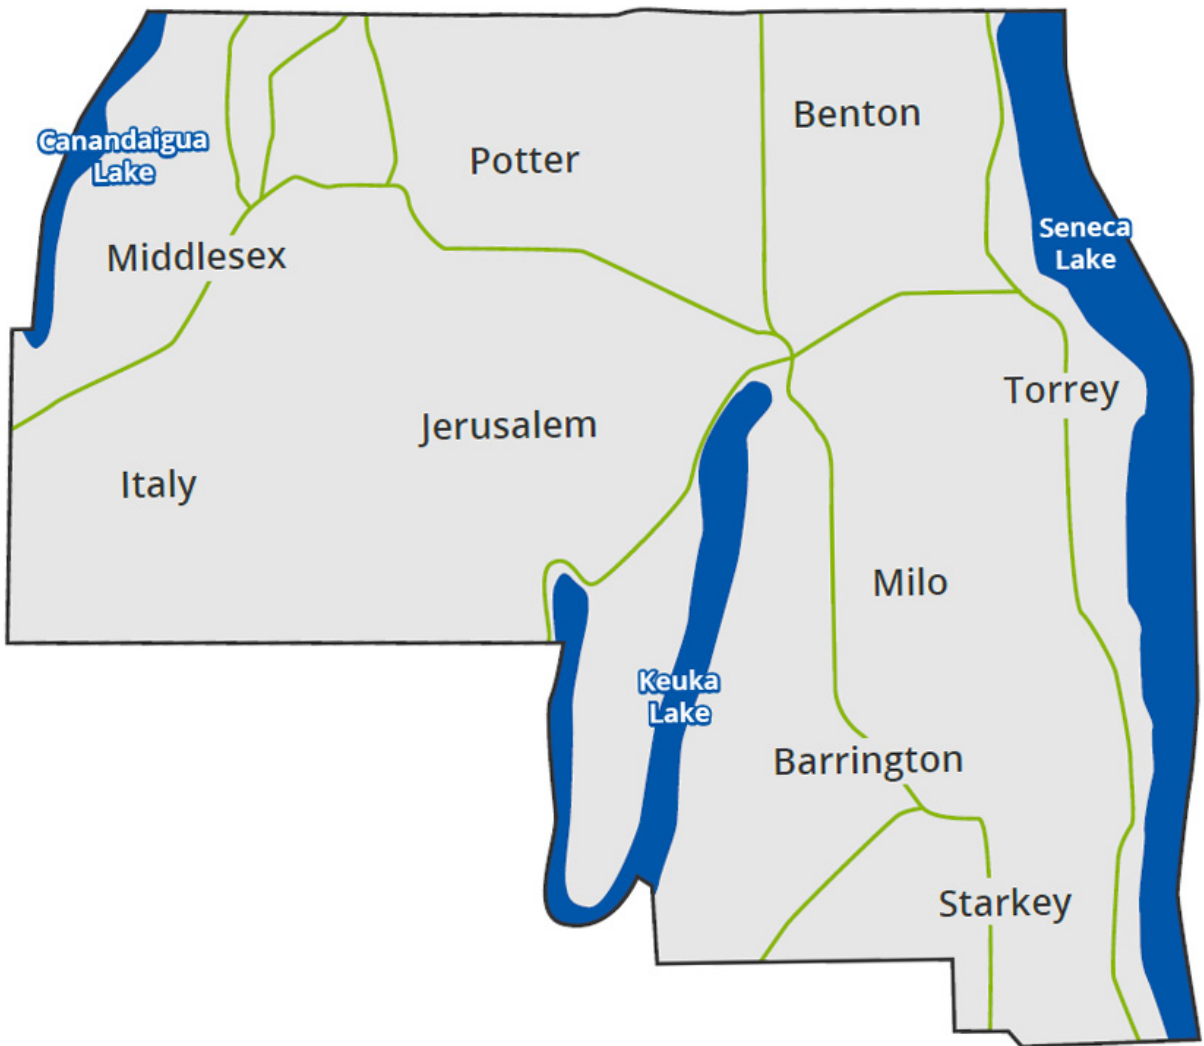 Benton
Canandaigua
Lake
Potter
Seneca
Lake
Middlesex
Torrey
Jerusalem
Italy
Milo
Keuka
Lake
Barrington
Starkey